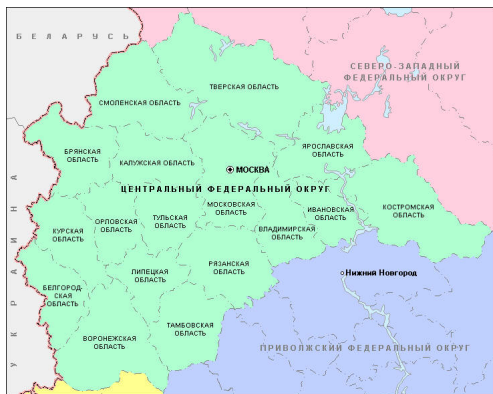 БЕЛАРУСЬ
СЕВЕРО-ЗАПАДНЫЙ
ФЕДЕРАЛЬНЫЙ ОКРУГ
ТВЕРСКАЯ ОБЛАСТЬ
СМОЛЕНСКАЯ ОБЛАСТЬ
ЯРОСЛАВСКАЯ
ОБЛАСТЬ
БРЯНСКАЯ
ОБЛАСТЬ
КАЛУЖСКАЯ ОБЛАСТЬ
МОСКВА
ЦЕНТРАЛЬНЫЙ ФЕДЕРАЛЬНЫЙ ОКРУГ
МОСКОВСКАЯ
ОБЛАСТЬ
ИВАНОВСКАЯ
ОБЛАСТЬ
КОСТРОМСКАЯ
ОБЛАСТЬ
ТУЛЬСКАЯ
ОБЛАСТЬ
ОРЛОВСКАЯ
ОБЛАСТЬ
КУРСКАЯ
ОБЛАСТЬ
ВЛАДИМИРСКАЯ
ОБЛАСТЬ
РЯЗАНСКАЯ
ОБЛАСТЬ
ЛИПЕЦКАЯ
ОБЛАСТЬ
Нижний Новгород
БЕЛГОРОД-
СКАЯ
ОБЛАСТЬ
ТАМБОВСКАЯ
ОБЛАСТЬ
ВОРОНЕЖСКАЯ
ОБЛАСТЬ
ПРИВОЛЖСКИЙ ФЕДЕРАЛЬНЫЙ ОКРУГ
УКРАИНА